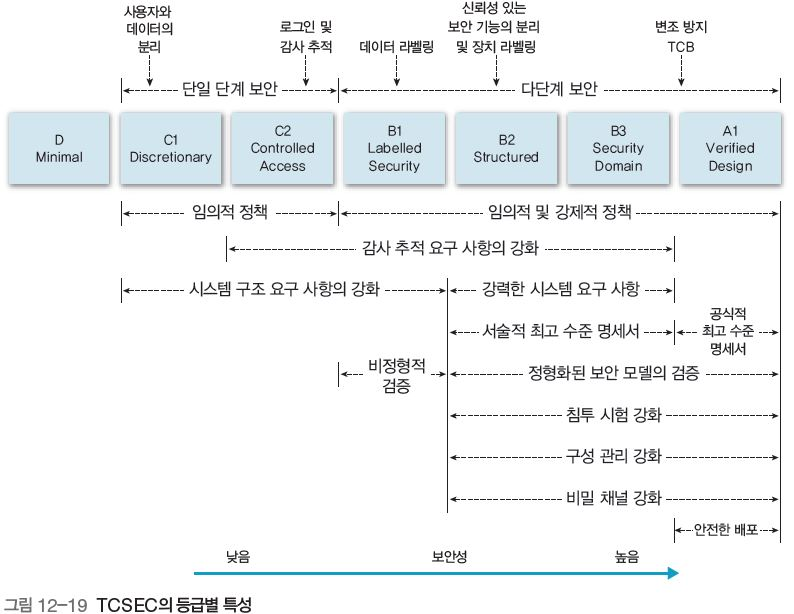 사용자와
데이터의
분리
로그인 및
감사 추적
데이터 라벨링
신뢰성 있는
보안 기능의 분리
및 장치 라벨링
변조 방지
TCB
단일 단계 보안
다단계 보안
D
Minimal
C1
Discretionary
C2
Controlled
Access
B1
Labelled
Security
B2
Structured
B3
Security
Domain
A1
Verified
Design
임의적 정책
임의적 및 강제적 정책
감사 추적 요구 사항의 강화
시스템 구조 요구 사항의 강화
강력한 시스템 요구 사항
서술적 최고 수준 명세서
공식적
최고 수준
명세서
비정형적
검증
정형화된 보안 모델의 검증
침투 시험 강화
구성 관리 강화
비밀 채널 강화
안전한 배포
낮음
보안성
높음
그림 12-19 TCSEC의 등급별 특성